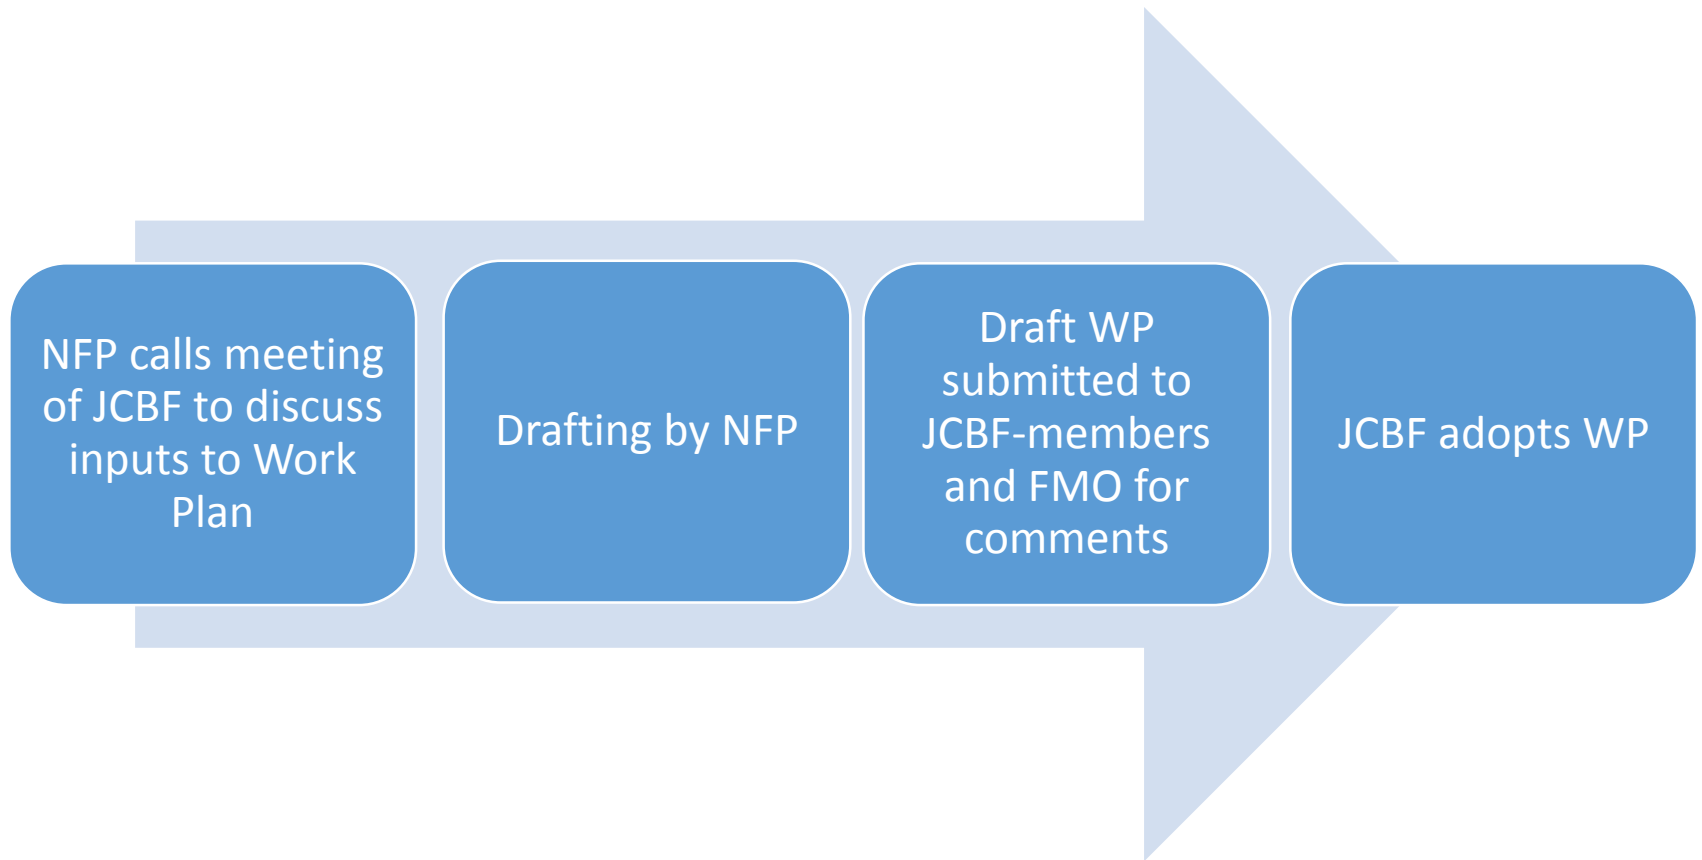 NFP calls meeting
of JCBF to discuss
inputs to Work
Plan
Drafting by NFP
Draft WP
submitted to
JCBF-members
and FMO for
comments
JCBF adopts WP